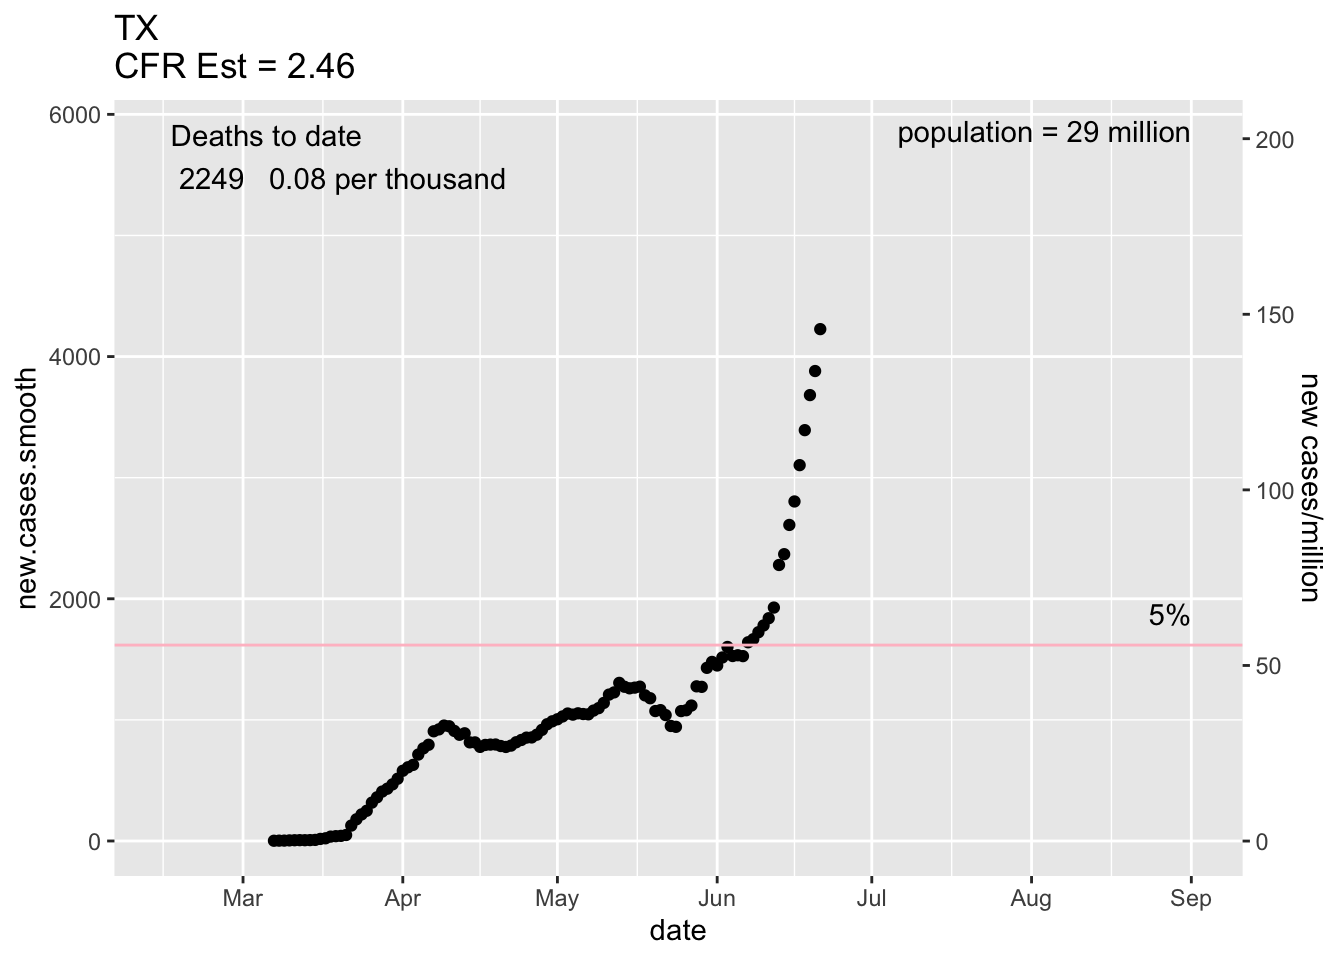 TX
CFR Est = 2.46
Deaths to date
2249 0.08 per thousand
population = 29 million
5%
6000
4000
2000
0
new.cases.smooth
200
150
100
50
0
new cases/million
Mar Apr May Jun Jul Aug Sep
date